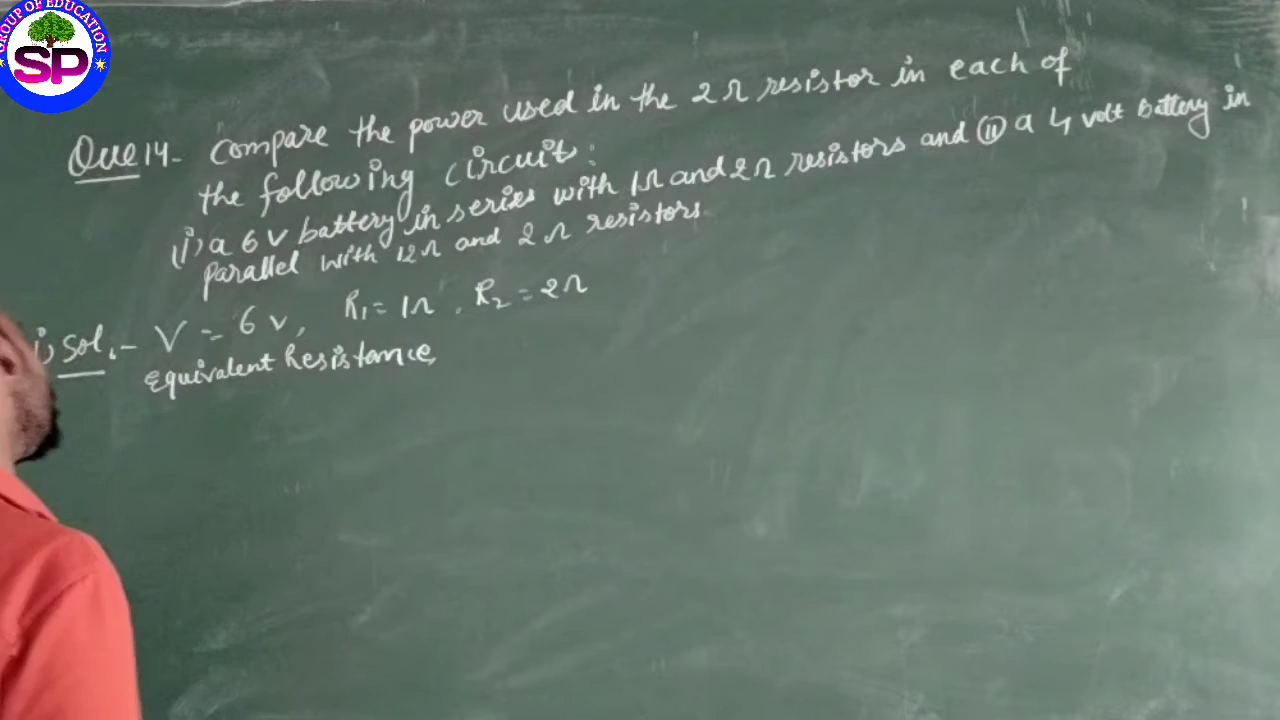 GROUP OF EDUCATION
SP
Que 14- Compare the power used in the 2Ω resistor in each of
the following circuit:
(i) a 6V battery in series with 1Ω and 2Ω resistors and (ii) a 4 volt battery in
parallel with 12Ω and 2Ω resistors.
i) Sol.- V = 6v, R₁ = 1Ω, R₂ = 2Ω
Equivalent Resistance,